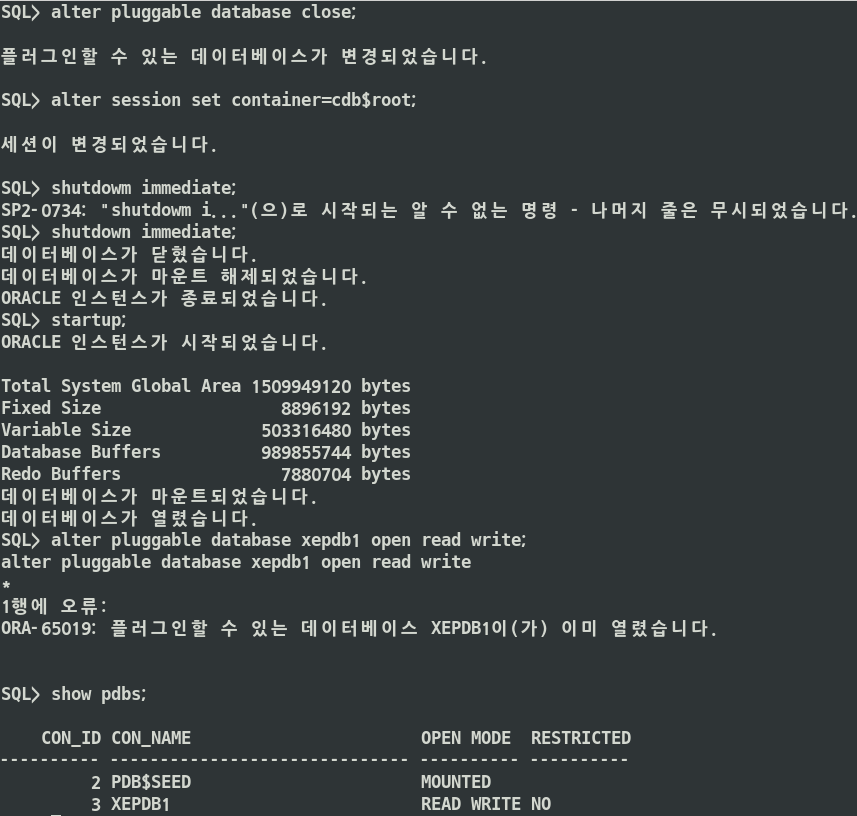 SQL> alter pluggable database close;
플러그인할 수 있는 데이터베이스가 변경되었습니다.
SQL> alter session set container=cdb$root;
세션이 변경되었습니다.
SQL> shutdowm immediate;
SP2-0734: "shutdowm i..."(으)로 시작되는 알 수 없는 명령 - 나머지 줄은 무시되었습니다.
SQL> shutdown immediate;
데이터베이스가 닫혔습니다.
데이터베이스가 마운트 해제되었습니다.
ORACLE 인스턴스가 종료되었습니다.
SQL> startup;
ORACLE 인스턴스가 시작되었습니다.
Total System Global Area 1509949120 bytes
Fixed Size                  8896192 bytes
Variable Size             503316480 bytes
Database Buffers          989855744 bytes
Redo Buffers                7880704 bytes
데이터베이스가 마운트되었습니다.
데이터베이스가 열렸습니다.
SQL> alter pluggable database xepdb1 open read write;
alter pluggable database xepdb1 open read write
*
1행에 오류:
ORA-65019: 플러그인할 수 있는 데이터베이스 XEPDB1이(가) 이미 열렸습니다.
SQL> show pdbs;
    CON_ID CON_NAME                       OPEN MODE  RESTRICTED
---------- ------------------------------ ---------- ----------
         2 PDB$SEED                       MOUNTED
         3 XEPDB1                         READ WRITE NO